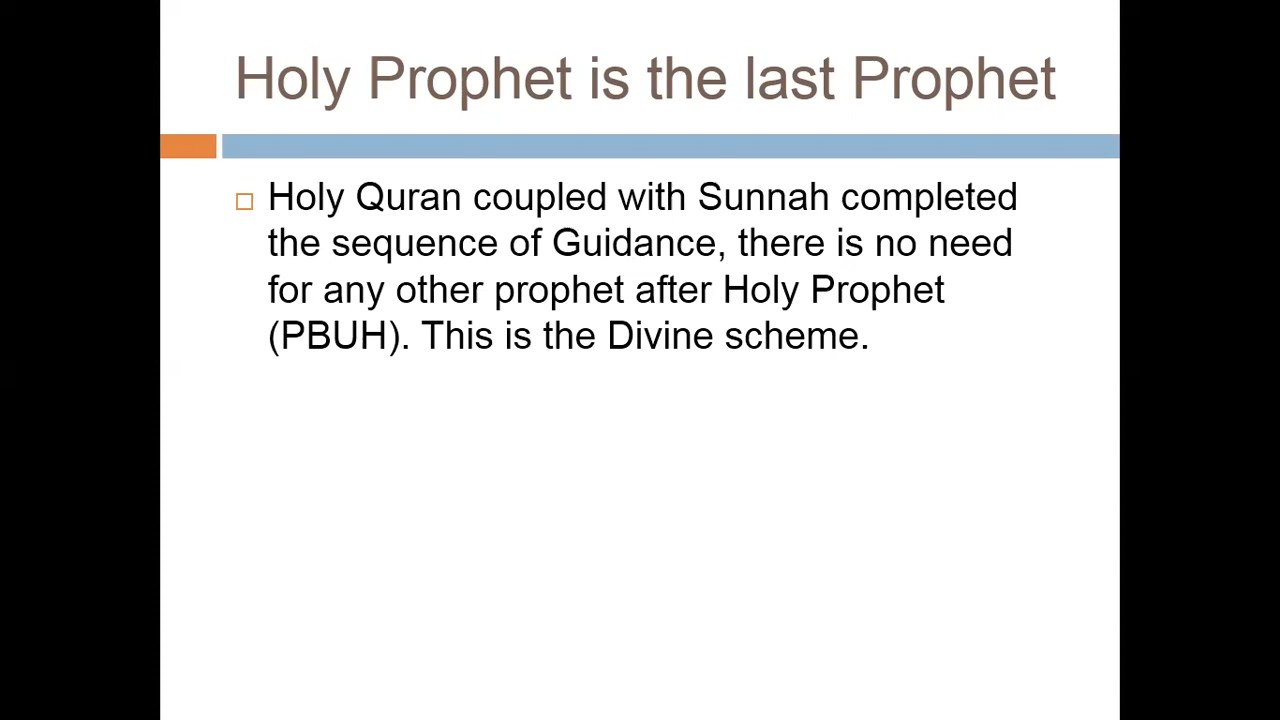 Holy Prophet is the last Prophet
Holy Quran coupled with Sunnah completed
the sequence of Guidance, there is no need
for any other prophet after Holy Prophet
(PBUH). This is the Divine scheme.